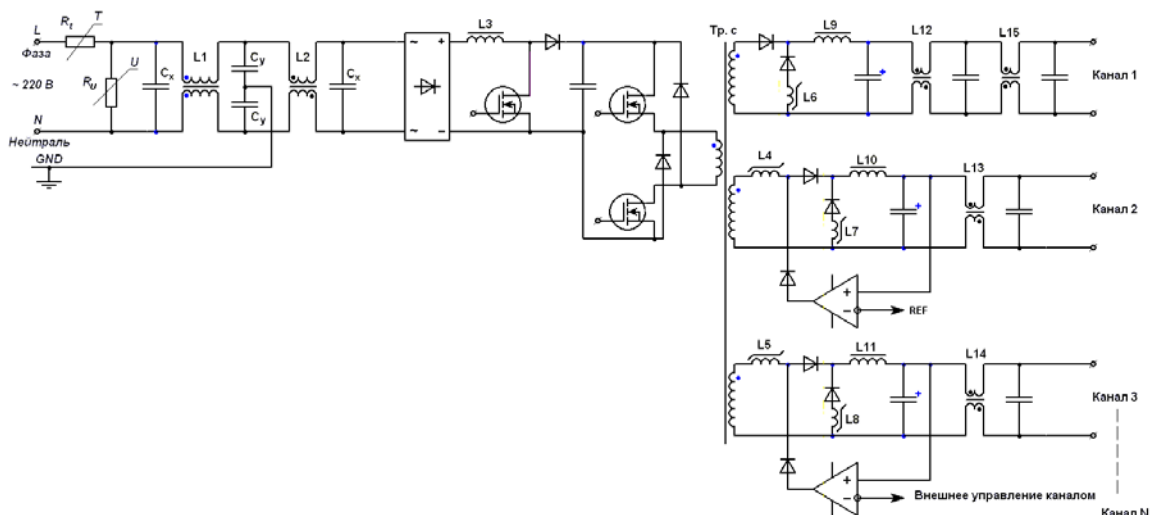 L
Фаза
Rt
T
~ 220 В
RU
U
Cx
L1
Cy
Cy
L2
Cx
N
Нейтраль
GND
~
+
~
−
L3
Тр. с
L9
L12
L15
L6
+
Канал 1
L4
L10
L13
L7
+
Канал 2
+
−
REF
L5
L11
L14
L8
+
Канал 3
+
−
Внешнее управление каналом
Канал N